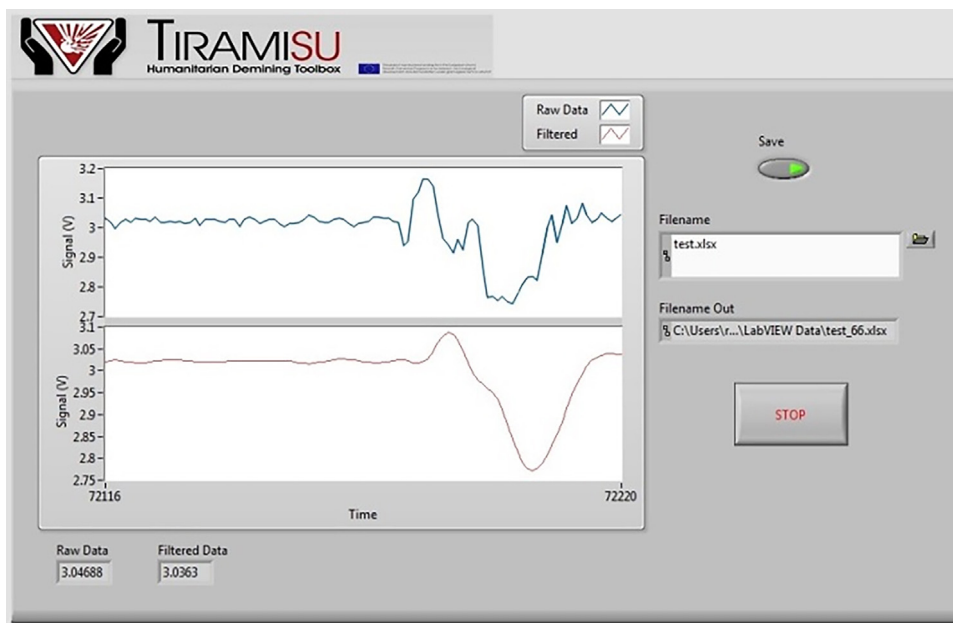 TIRAMISU
Humanitarian Demining Toolbox
Raw Data
Filtered
Save
3.2
3.1
3
2.9
2.8
2.7
Signal (V)
3.1
3.05
3
2.95
2.9
2.85
2.8
2.75
Signal (V)
72116
72220
Time
Filename
test.xlsx
Filename Out
C:\Users\r...\LabVIEW Data\test_66.xlsx
STOP
Raw Data
Filtered Data
3.04688
3.0363